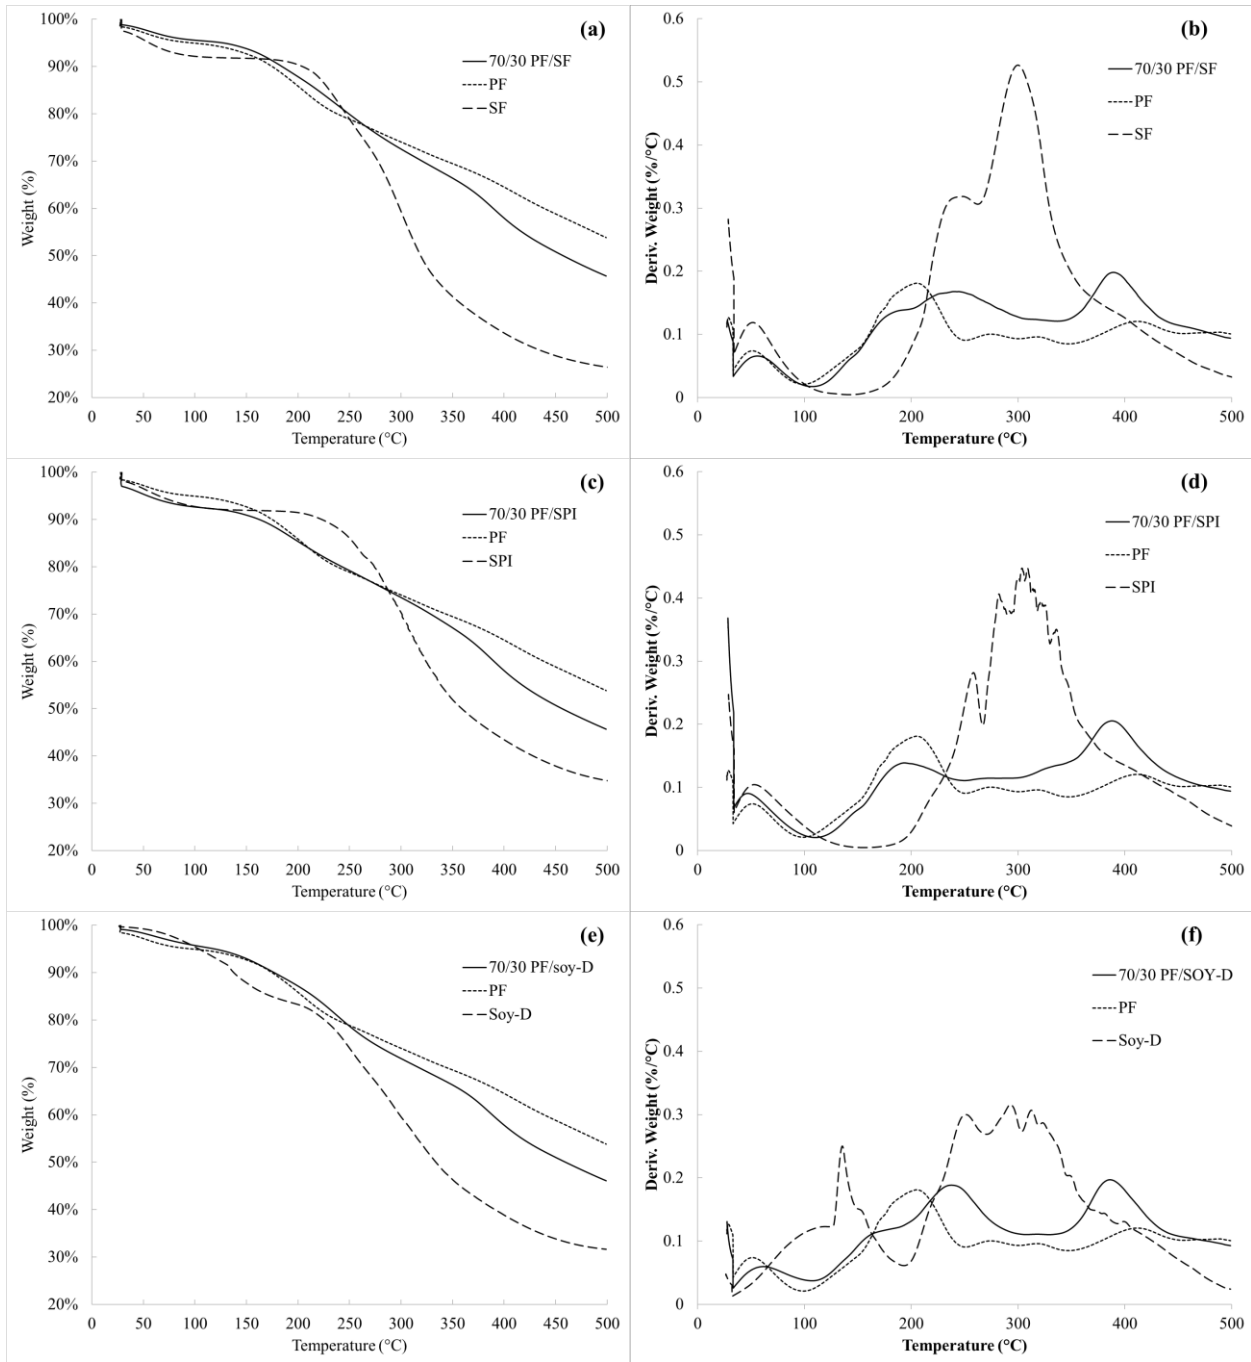 (a)
70/30 PF/SF
PF
SF
Weight (%)
100%
90%
80%
70%
60%
50%
40%
30%
20%
0 50 100 150 200 250 300 350 400 450 500
Temperature (°C)
(b)
70/30 PF/SF
PF
SF
Deriv. Weight (%/°C)
0.6
0.5
0.4
0.3
0.2
0.1
0
0 100 200 300 400 500
Temperature (°C)
(c)
70/30 PF/SPI
PF
SPI
Weight (%)
100%
90%
80%
70%
60%
50%
40%
30%
20%
0 50 100 150 200 250 300 350 400 450 500
Temperature (°C)
(d)
70/30 PF/SPI
PF
SPI
Deriv. Weight (%/°C)
0.6
0.5
0.4
0.3
0.2
0.1
0
0 100 200 300 400 500
Temperature (°C)
(e)
70/30 PF/soy-D
PF
Soy-D
Weight (%)
100%
90%
80%
70%
60%
50%
40%
30%
20%
0 50 100 150 200 250 300 350 400 450 500
Temperature (°C)
(f)
70/30 PF/SOY-D
PF
Soy-D
Deriv. Weight (%/°C)
0.6
0.5
0.4
0.3
0.2
0.1
0
0 100 200 300 400 500
Temperature (°C)